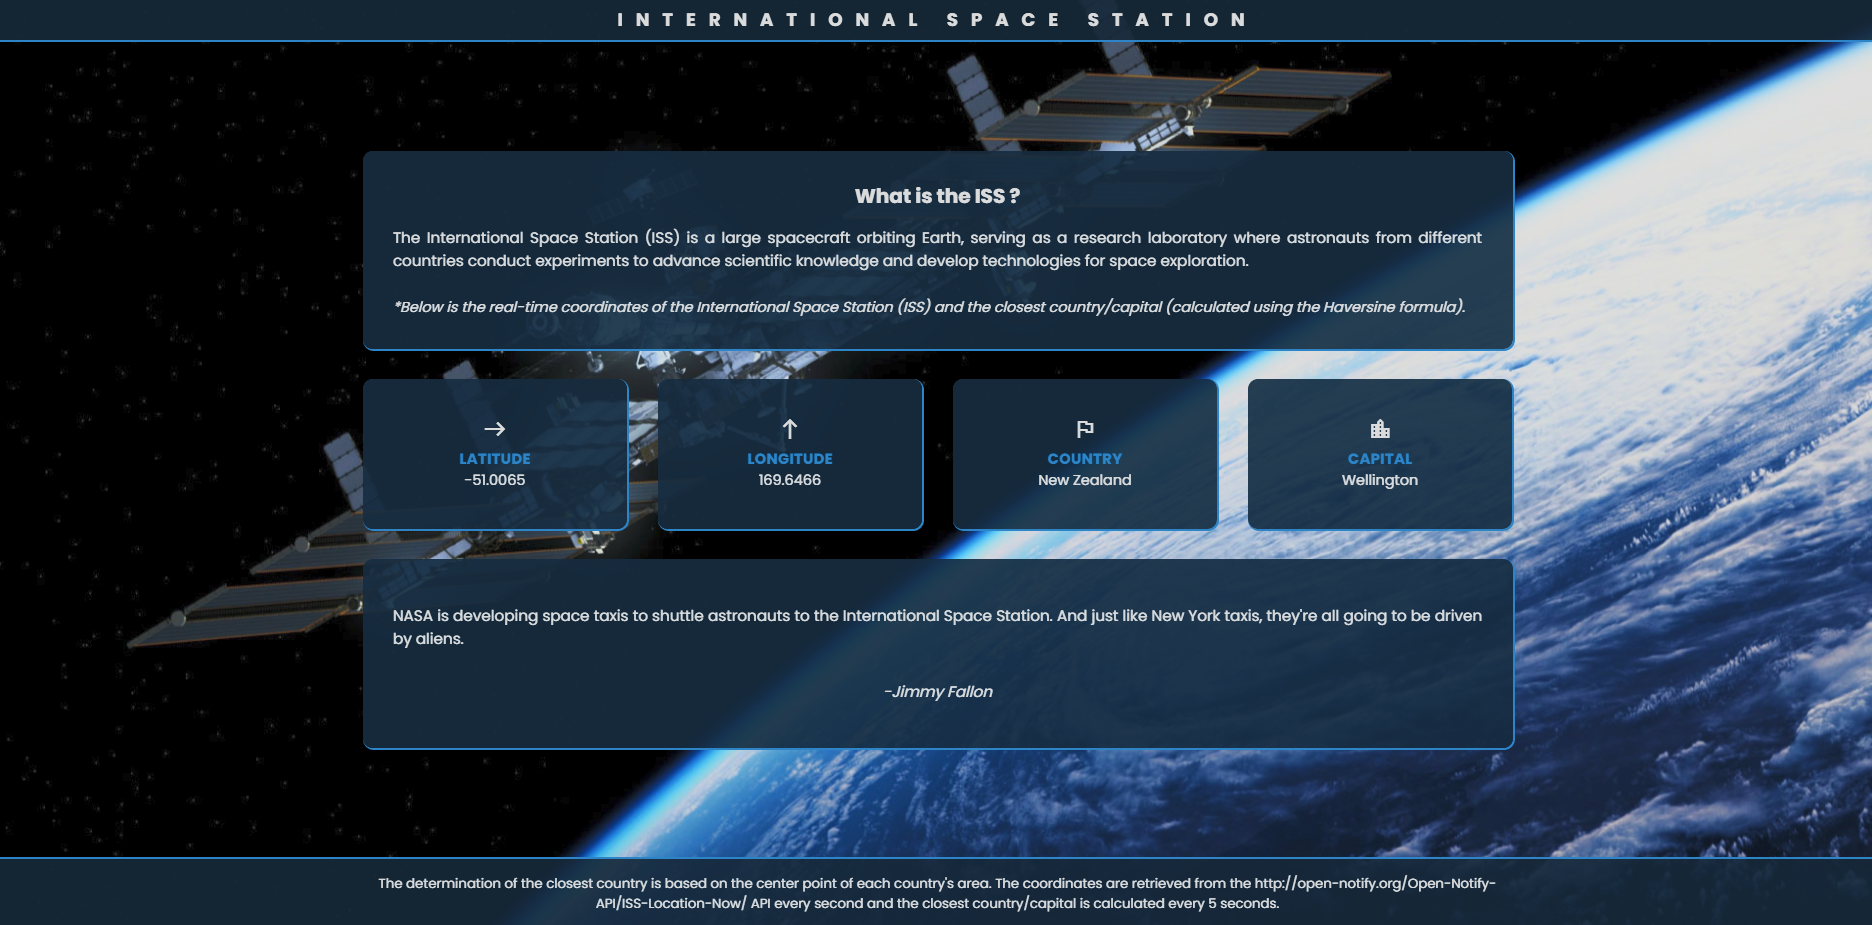 INTERNATIONAL SPACE STATION
What is the ISS ?
The International Space Station (ISS) is a large spacecraft orbiting Earth, serving as a research laboratory where astronauts from different
countries conduct experiments to advance scientific knowledge and develop technologies for space exploration.
*Below is the real-time coordinates of the International Space Station (ISS) and the closest country/capital (calculated using the Haversine formula).
LATITUDE
-51.0065
LONGITUDE
169.6466
COUNTRY
New Zealand
CAPITAL
Wellington
NASA is developing space taxis to shuttle astronauts to the International Space Station. And just like New York taxis, they're all going to be driven
by aliens.
-Jimmy Fallon
The determination of the closest country is based on the center point of each country's area. The coordinates are retrieved from the http://open-notify.org/Open-Notify-
API/ISS-Location-Now/ API every second and the closest country/capital is calculated every 5 seconds.